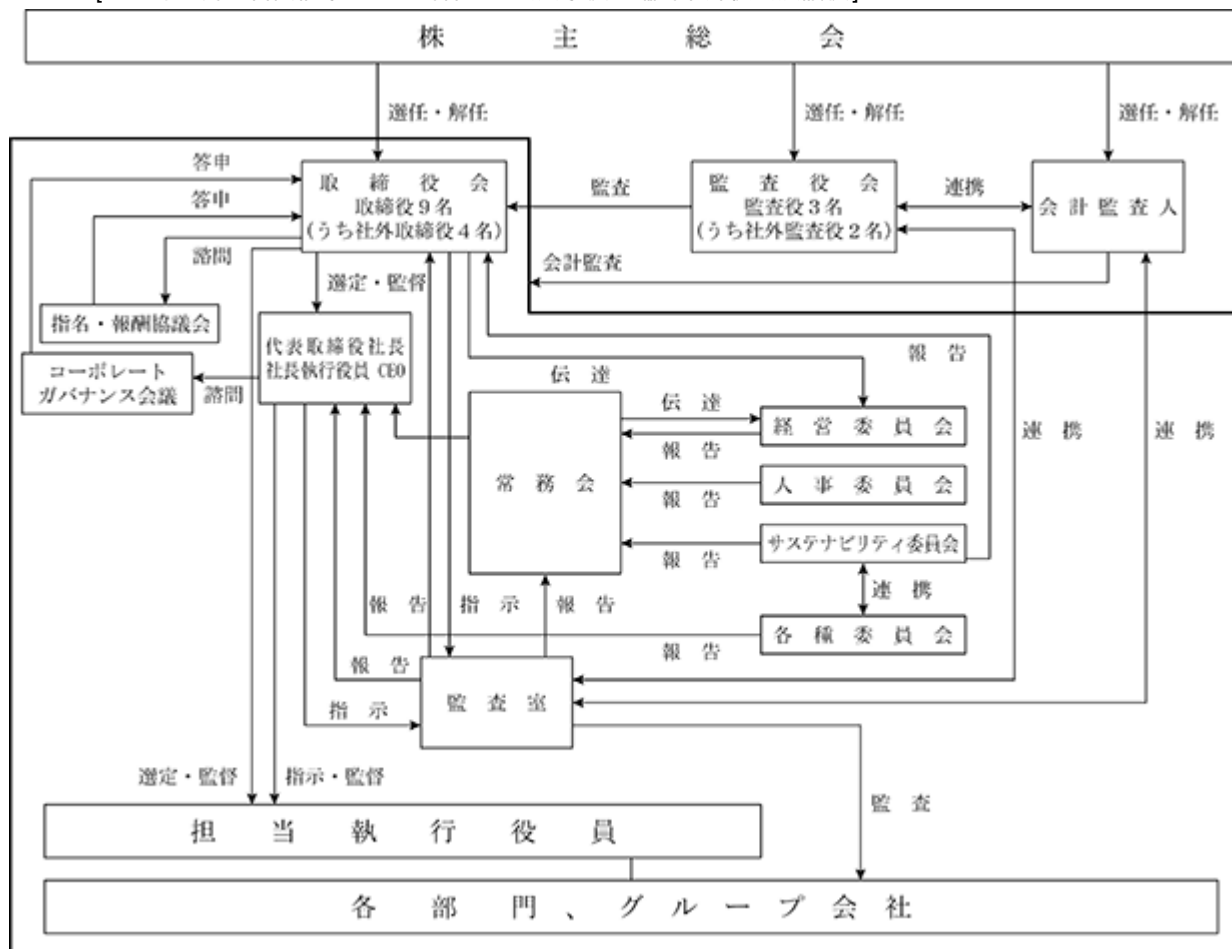 株主総会
選任・解任
選任・解任
選任・解任
答申
取締役会
取締役9名
(うち社外取締役4名)
監査
監査役会
監査役3名
(うち社外監査役2名)
連携
会計監査人
答申
諮問
選定・監督
会計監査
指名・報酬協議会
代表取締役社長
社長執行役員 CEO
コーポレート
ガバナンス会議
諮問
報告
伝達
伝達
経営委員会
報告
連携
連携
常務会
人事委員会
報告
サステナビリティ委員会
報告
連携
報告
指示
報告
各種委員会
報告
報告
監査室
指示
選定・監督
指示・監督
監査
担当執行役員
各部門、グループ会社